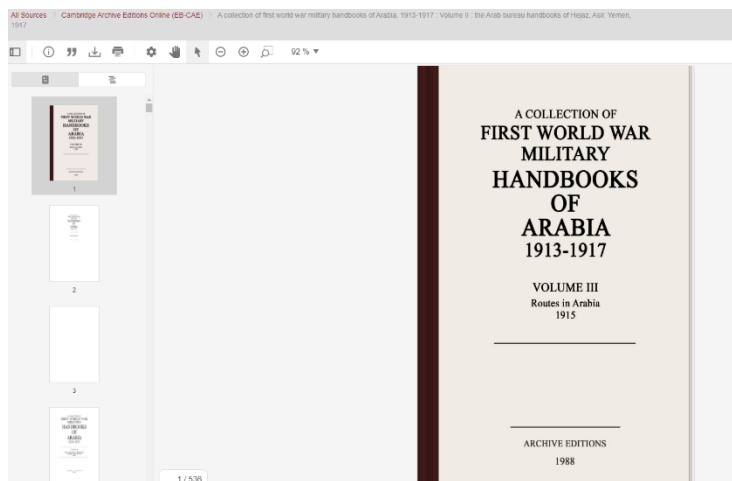 All Sources > Cambridge Archive Editions Online (EB-CAE) > A collection of first world war military handbooks of Arabia, 1913-1917 : Volume II : the Arab bureau handbooks of Hejaz, Asir, Yemen,
1917
92 % ▼
1
2
3
1 / 536
A COLLECTION OF
FIRST WORLD WAR
MILITARY
HANDBOOKS
OF
ARABIA
1913-1917
VOLUME III
Routes in Arabia
1915
ARCHIVE EDITIONS
1988